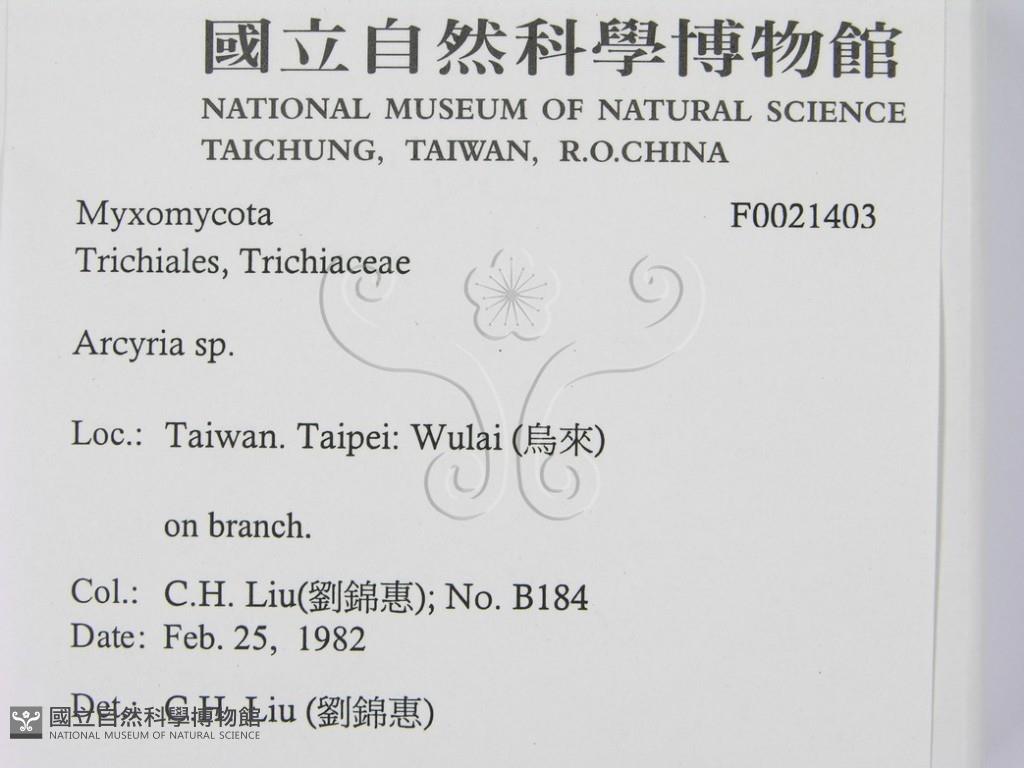 國立自然科學博物館
NATIONAL MUSEUM OF NATURAL SCIENCE
TAICHUNG, TAIWAN, R.O.CHINA
Myxomycota F0021403
Trichiales, Trichiaceae
Arcyria sp.
Loc.: Taiwan. Taipei: Wulai (烏來)
on branch.
Col.: C.H. Liu(劉錦惠); No. B184
Date: Feb. 25, 1982
Det.: C.H. Liu (劉錦惠)
國立自然科學博物館
NATIONAL MUSEUM OF NATURAL SCIENCE